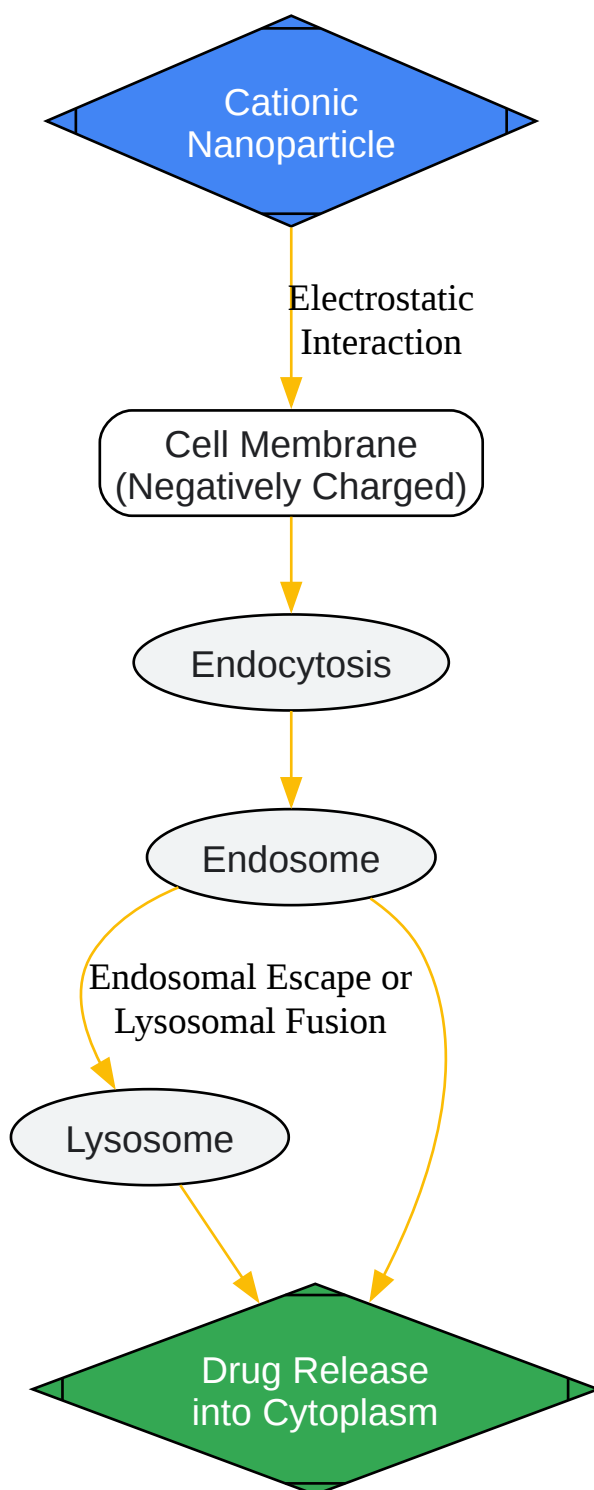 Cationic
Nanoparticle
Electrostatic
Interaction
Cell Membrane
(Negatively Charged)
Endocytosis
Endosome
Endosomal Escape or
Lysosomal Fusion
Lysosome
Drug Release
into Cytoplasm